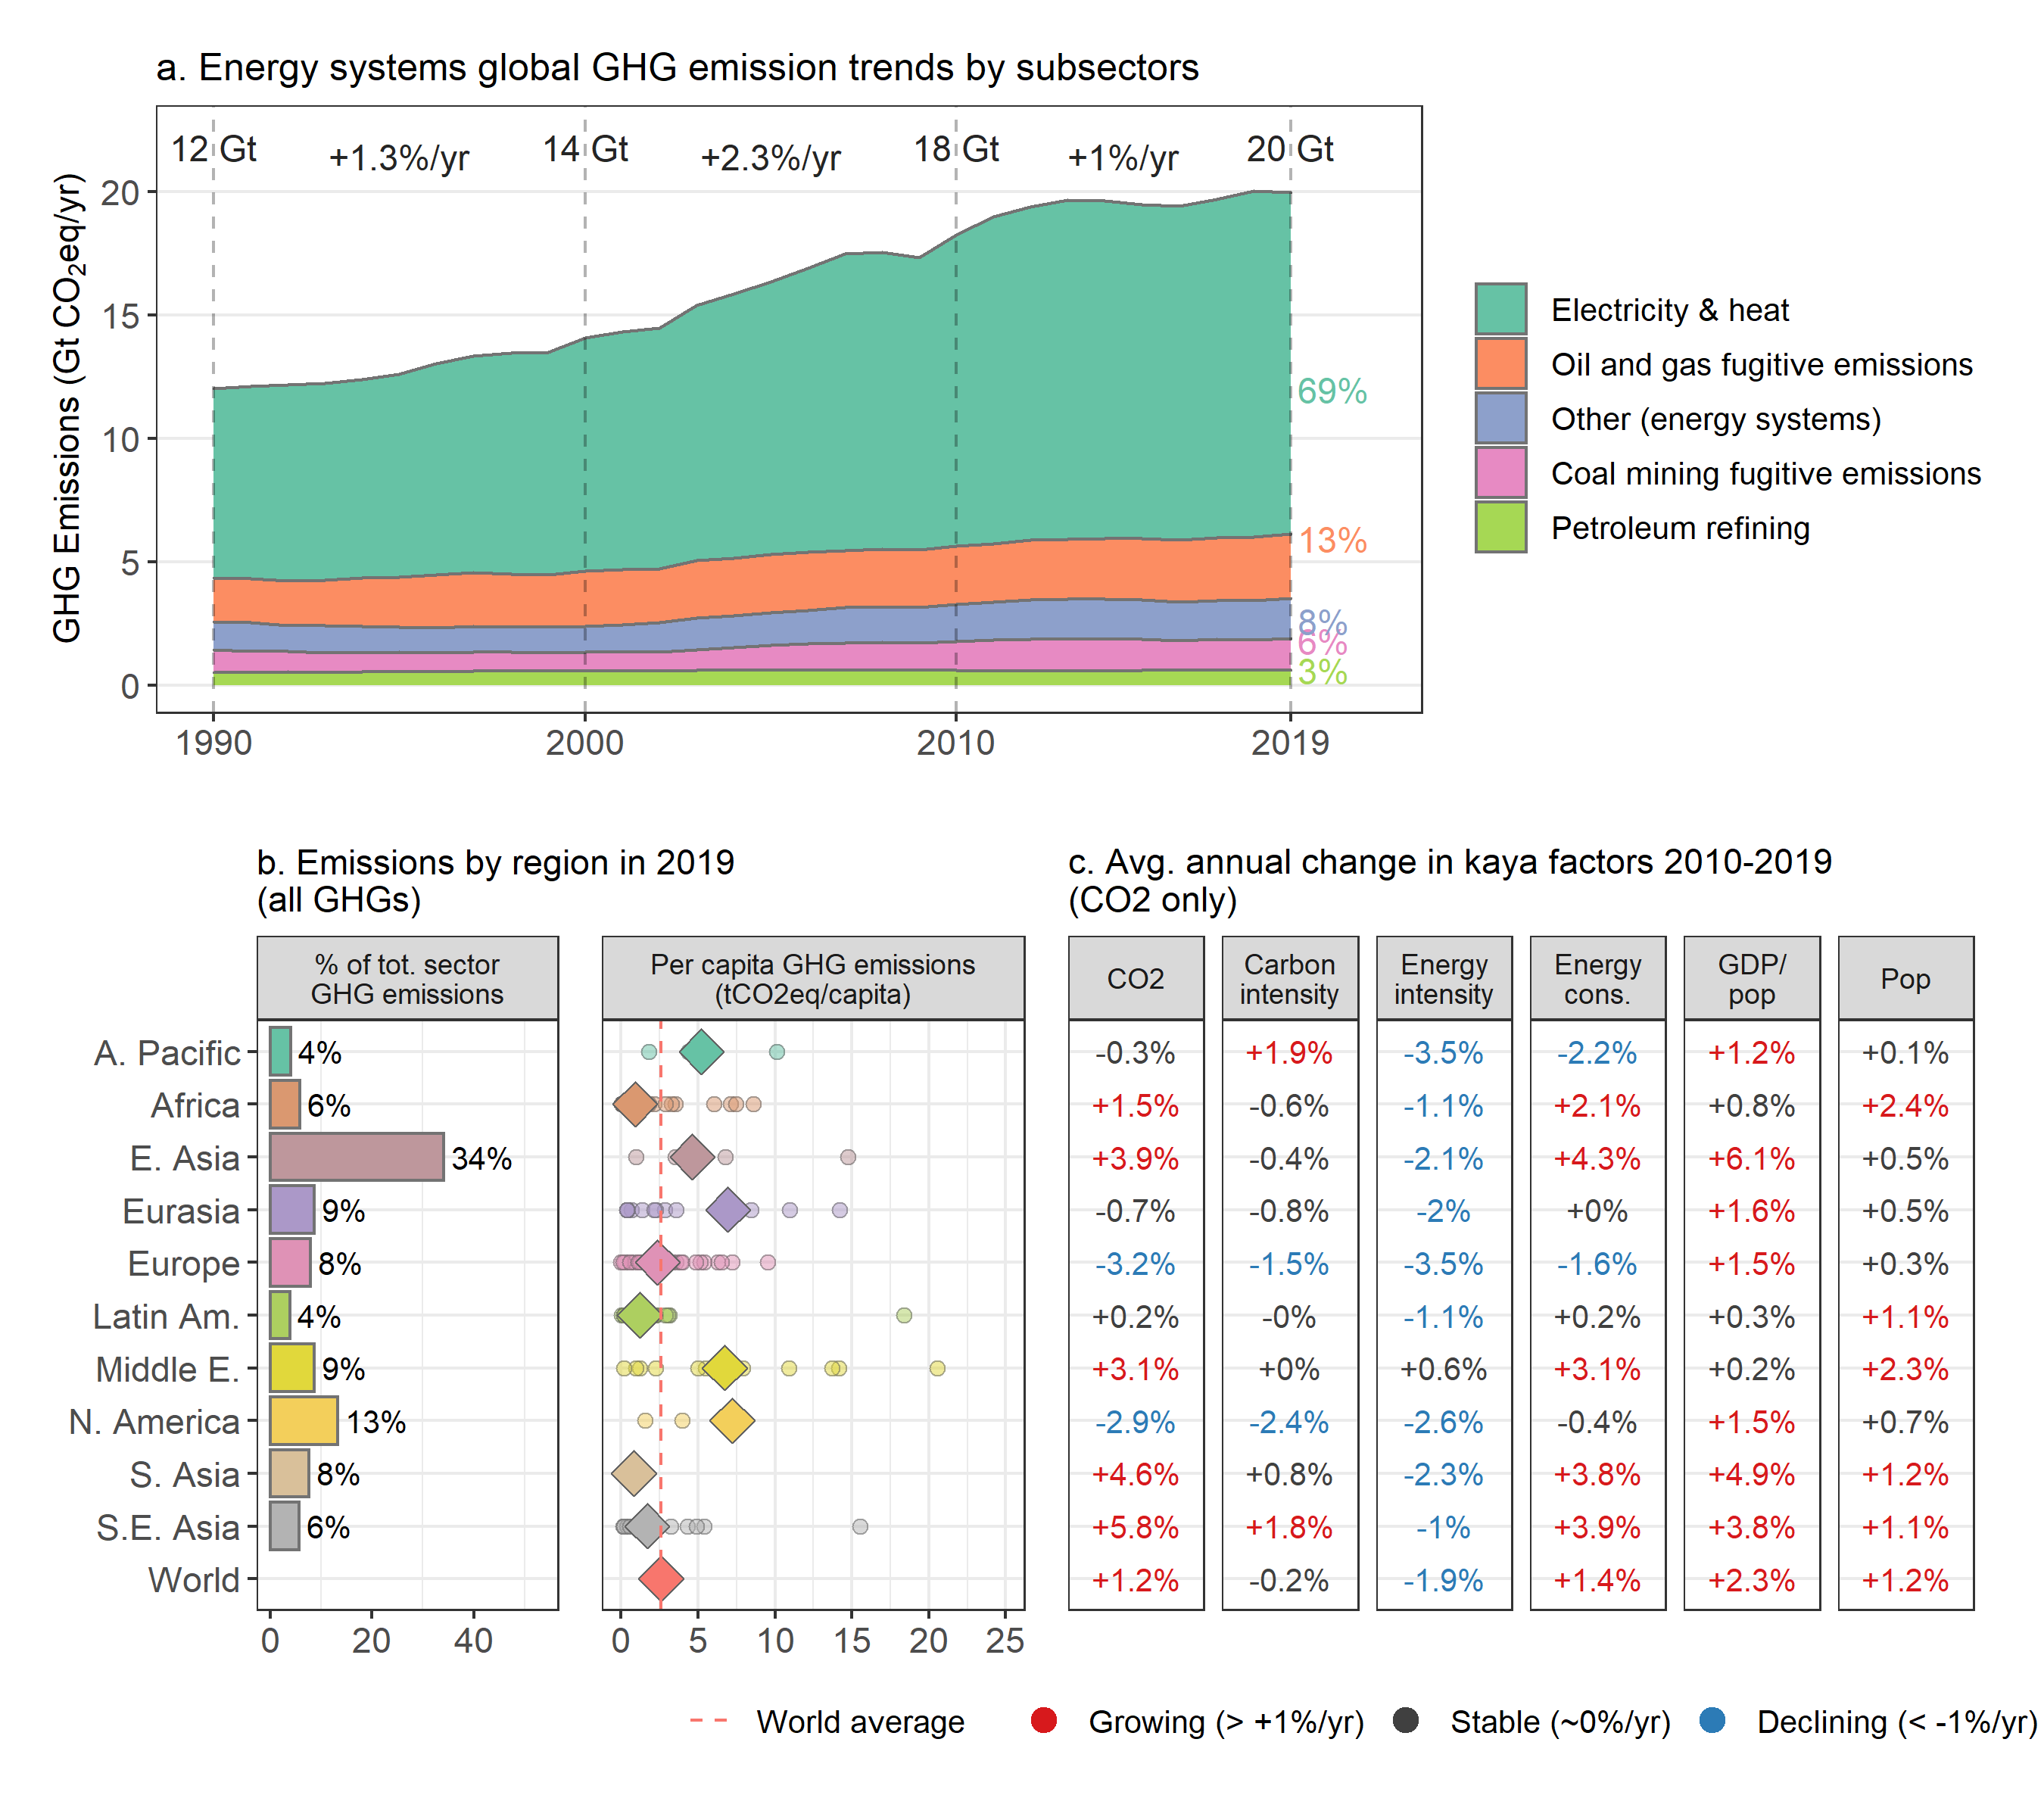 a. Energy systems global GHG emission trends by subsectors
12 Gt +1.3%/yr 14 Gt +2.3%/yr 18 Gt +1%/yr 20 Gt
GHG Emissions (Gt CO₂eq/yr)
20
15
10
5
0
69%
13%
8%
6%
3%
1990 2000 2010 2019
Electricity & heat
Oil and gas fugitive emissions
Other (energy systems)
Coal mining fugitive emissions
Petroleum refining
b. Emissions by region in 2019
(all GHGs)
c. Avg. annual change in kaya factors 2010-2019
(CO2 only)
% of tot. sector
GHG emissions
Per capita GHG emissions
(tCO2eq/capita)
CO2
Carbon
intensity
Energy
intensity
Energy
cons.
GDP/
pop
Pop
A. Pacific 4% -0.3% +1.9% -3.5% -2.2% +1.2% +0.1%
Africa 6% +1.5% -0.6% -1.1% +2.1% +0.8% +2.4%
E. Asia 34% +3.9% -0.4% -2.1% +4.3% +6.1% +0.5%
Eurasia 9% -0.7% -0.8% -2% +0% +1.6% +0.5%
Europe 8% -3.2% -1.5% -3.5% -1.6% +1.5% +0.3%
Latin Am. 4% +0.2% -0% -1.1% +0.2% +0.3% +1.1%
Middle E. 9% +3.1% +0% +0.6% +3.1% +0.2% +2.3%
N. America 13% -2.9% -2.4% -2.6% -0.4% +1.5% +0.7%
S. Asia 8% +4.6% +0.8% -2.3% +3.8% +4.9% +1.2%
S.E. Asia 6% +5.8% +1.8% -1% +3.9% +3.8% +1.1%
World +1.2% -0.2% -1.9% +1.4% +2.3% +1.2%
0 20 40
0 5 10 15 20 25
World average
Growing (> +1%/yr)
Stable (~0%/yr)
Declining (< -1%/yr)